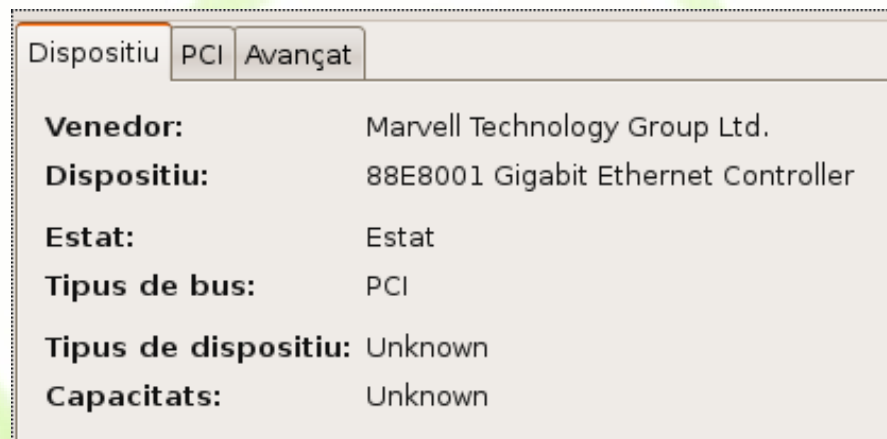 Dispositiu PCI Avançat
Venedor: Marvell Technology Group Ltd.
Dispositiu: 88E8001 Gigabit Ethernet Controller
Estat: Estat
Tipus de bus: PCI
Tipus de dispositiu: Unknown
Capacitats: Unknown